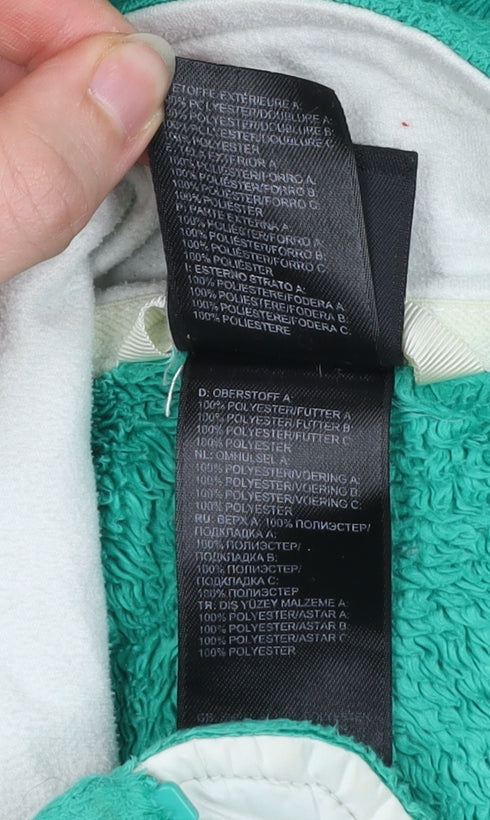 STOFFE EXTÉRIEURE A:
POLYESTER/DOUBLURE A:
POLYESTER/DOUBLURE B:
POLYESTER/DOUBLURE C:
POLYESTER
EXTERIOR A:
100% POLIÉSTER/FORRO A:
100% POLIÉSTER/FORRO B:
100% POLIÉSTER/FORRO C:
100% POLIÉSTER
P: PARTE EXTERNA A:
100% POLIÉSTER/FORRO A:
100% POLIÉSTER/FORRO B:
100% POLIÉSTER/FORRO C:
100% POLIÉSTER
I: ESTERNO STRATO A:
100% POLIESTERE/FODERA A:
100% POLIESTERE/FODERA B:
100% POLIESTERE/FODERA C:
100% POLIESTERE
D: OBERSTOFF A:
100% POLYESTER/FUTTER A:
100% POLYESTER/FUTTER B:
100% POLYESTER/FUTTER C:
100% POLYESTER
NL: OMHULSEL A:
100% POLYESTER/VOERING A:
100% POLYESTER/VOERING B:
100% POLYESTER/VOERING C:
100% POLYESTER
RU: ВЕРХ A: 100% ПОЛИЭСТЕР/
ПОДКЛАДКА A:
100% ПОЛИЭСТЕР/
ПОДКЛАДКА B:
100% ПОЛИЭСТЕР/
ПОДКЛАДКА C:
100% ПОЛИЭСТЕР
TR: DIŞ YÜZEY MALZEME A:
100% POLYESTER/ASTAR A:
100% POLYESTER/ASTAR B:
100% POLYESTER/ASTAR C:
100% POLYESTER